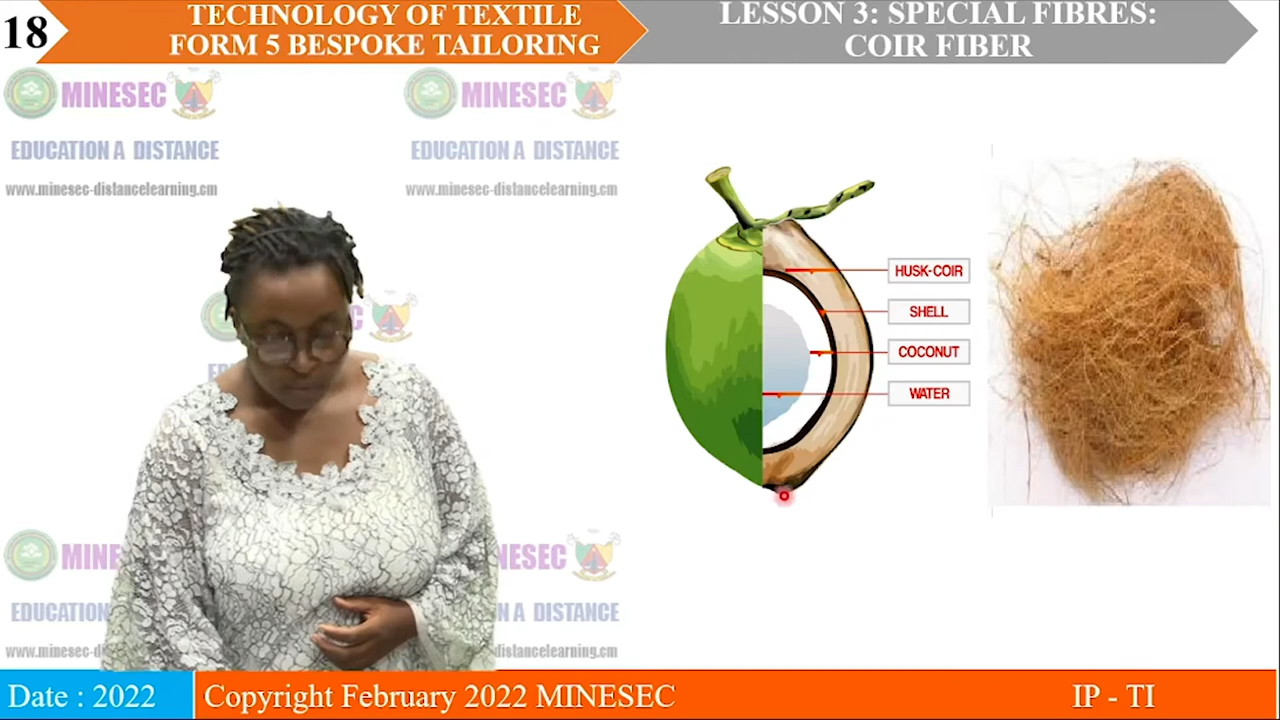 18
TECHNOLOGY OF TEXTILE
FORM 5 BESPOKE TAILORING
LESSON 3: SPECIAL FIBRES:
COIR FIBER
MINESEC
EDUCATION A DISTANCE
www.minesec-distancelearning.cm
MINESEC
EDUCATION A DISTANCE
www.minesec-distancelearning.cm
HUSK-COIR
SHELL
COCONUT
WATER
Date : 2022
Copyright February 2022 MINESEC
IP - TI